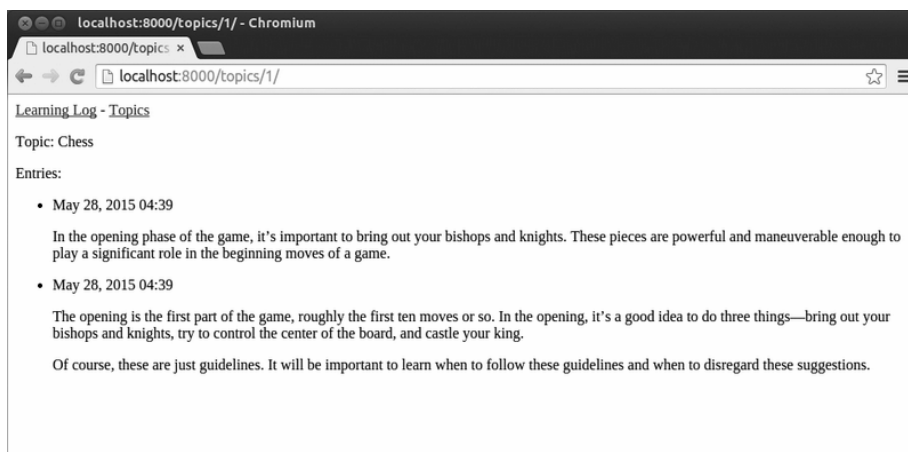 localhost:8000/topics/1/ - Chromium
localhost:8000/topics ×
localhost:8000/topics/1/
Learning Log - Topics
Topic: Chess
Entries:
• May 28, 2015 04:39
In the opening phase of the game, it’s important to bring out your bishops and knights. These pieces are powerful and maneuverable enough to
play a significant role in the beginning moves of a game.
• May 28, 2015 04:39
The opening is the first part of the game, roughly the first ten moves or so. In the opening, it’s a good idea to do three things—bring out your
bishops and knights, try to control the center of the board, and castle your king.
Of course, these are just guidelines. It will be important to learn when to follow these guidelines and when to disregard these suggestions.